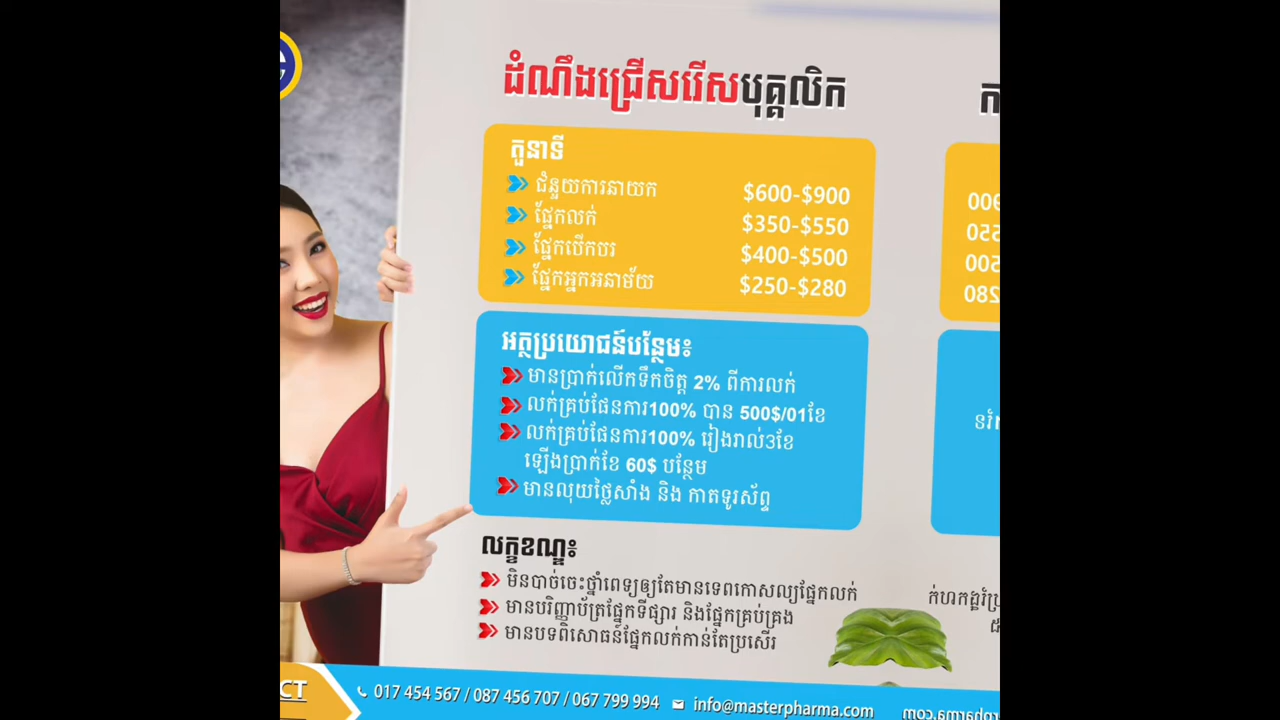 ដំណឹងជ្រើសរើសបុគ្គលិក
តួនាទី
ជំនួយការនាយក $600-$900
ផ្នែកលក់ $350-$550
ផ្នែកបើកបរ $400-$500
ផ្នែកអ្នកអនាម័យ $250-$280
អត្ថប្រយោជន៍បន្ថែម៖
មានប្រាក់លើកទឹកចិត្ត 2% ពីការលក់
លក់គ្រប់ផែនការ100% បាន 500$/01ខែ
លក់គ្រប់ផែនការ100% រៀងរាល់3ខែ
ឡើងប្រាក់ខែ 60$ បន្ថែម
មានលុយថ្លៃសាំង និង កាតទូរស័ព្ទ
លក្ខខណ្ឌ៖
មិនបាច់ចេះថ្នាំពេទ្យឲ្យតែមានទេពកោសល្យផ្នែកលក់
មានបរិញ្ញាប័ត្រផ្នែកទីផ្សារ និងផ្នែកគ្រប់គ្រង
មានបទពិសោធន៍ផ្នែកលក់កាន់តែប្រសើរ
CT 017 454 567 / 087 456 707 / 067 799 994 info@masterpharma.com